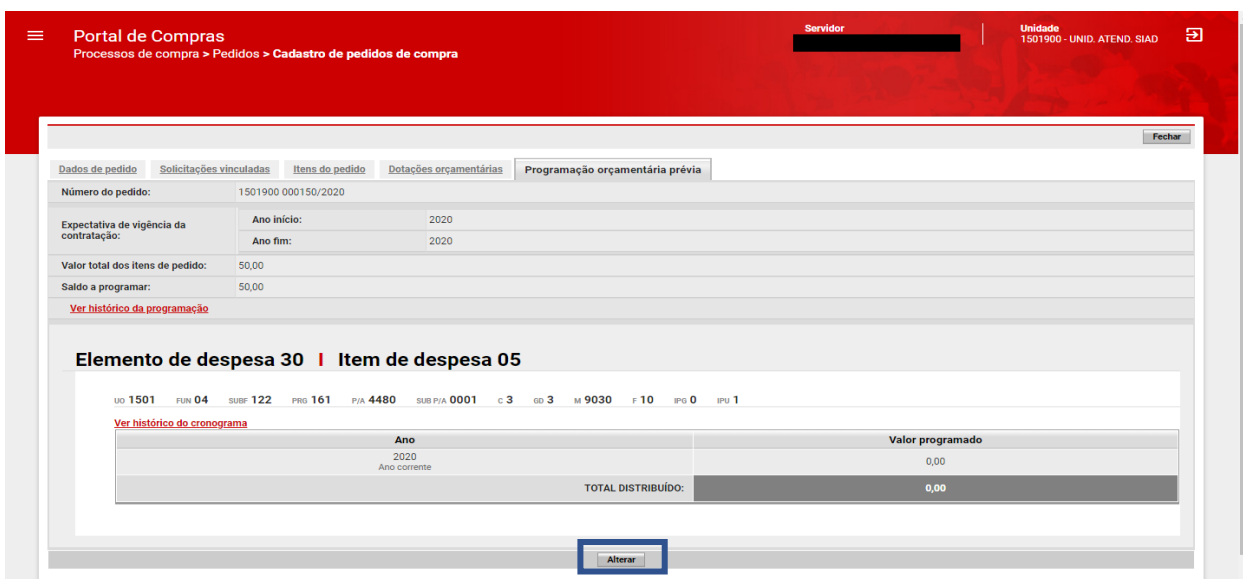 Portal de Compras
Processos de compra > Pedidos > Cadastro de pedidos de compra
Servidor
Unidade
1501900 - UNID. ATEND. SIAD
Fechar
Dados de pedido Solicitações vinculadas Itens do pedido Dotações orçamentárias Programação orçamentária prévia
Número do pedido: 1501900 000150/2020
Expectativa de vigência da contratação:
Ano início: 2020
Ano fim: 2020
Valor total dos itens de pedido: 50,00
Saldo a programar: 50,00
Ver histórico da programação
Elemento de despesa 30 I Item de despesa 05
UO 1501 FUN 04 SUBF 122 PRG 161 P/A 4480 SUB P/A 0001 C 3 GD 3 M 9030 F 10 IPG 0 IPU 1
Ver histórico do cronograma
Ano Valor programado
2020 0,00
Ano corrente
TOTAL DISTRIBUÍDO: 0,00
Alterar